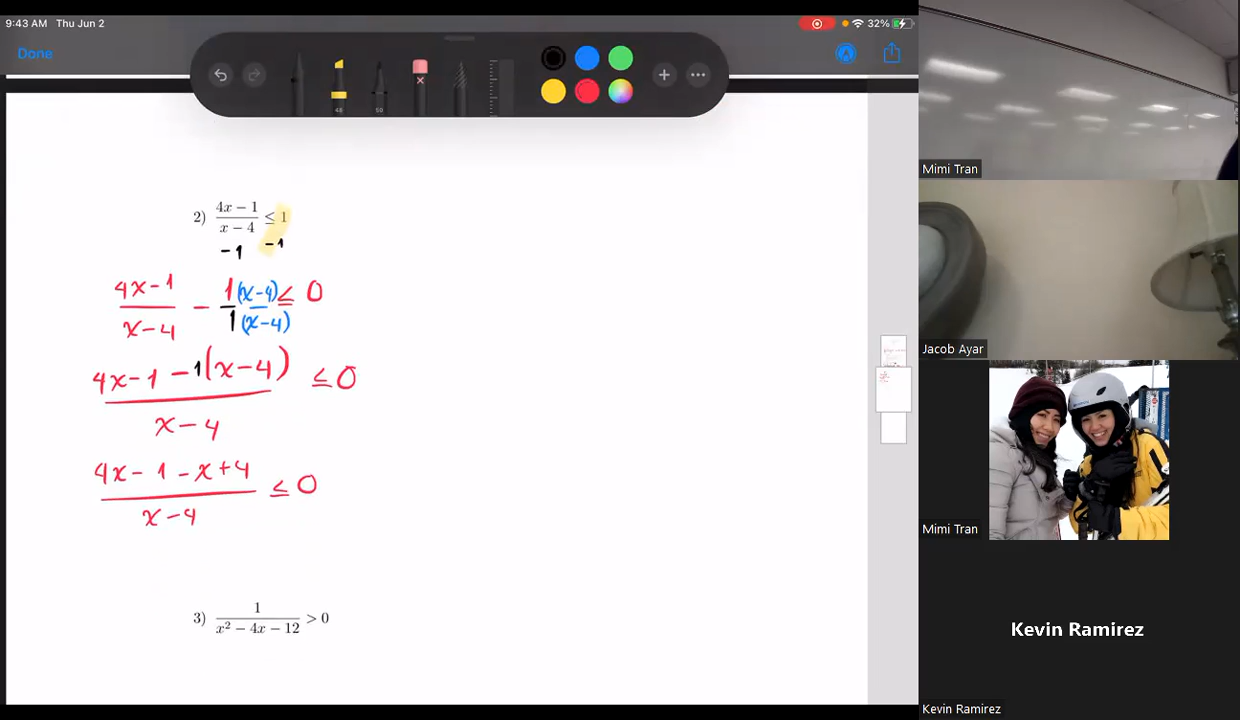 9:43 AM Thu Jun 2
32%
Done
2) (4x − 1)/(x − 4) ≤ 1
−1 −1
(4x−1)/(x−4) − 1(x−4)/1(x−4) ≤ 0
(4x−1 −1(x−4))/(x−4) ≤ 0
(4x−1−x+4)/(x−4) ≤ 0
3) 1/(x² − 4x − 12) > 0
Mimi Tran
Jacob Ayar
Mimi Tran
Kevin Ramirez
Kevin Ramirez